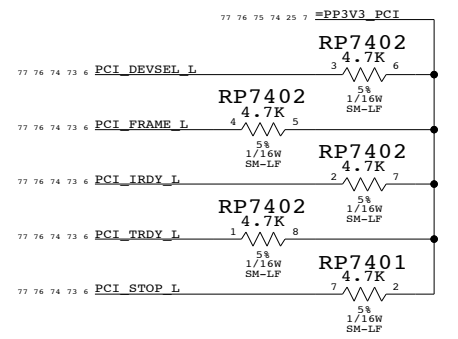 77 76 75 74 25 7 =PP3V3_PCI
RP7402
4.7K
77 76 74 73 6 PCI_DEVSEL_L 3 6
5%
1/16W
SM-LF
RP7402
4.7K
77 76 74 73 6 PCI_FRAME_L 4 5
5%
1/16W
SM-LF
RP7402
4.7K
77 76 74 73 6 PCI_IRDY_L 2 7
5%
1/16W
SM-LF
RP7402
4.7K
77 76 74 73 6 PCI_TRDY_L 1 8
5%
1/16W
SM-LF
RP7401
4.7K
77 76 74 73 6 PCI_STOP_L 7 2
5%
1/16W
SM-LF